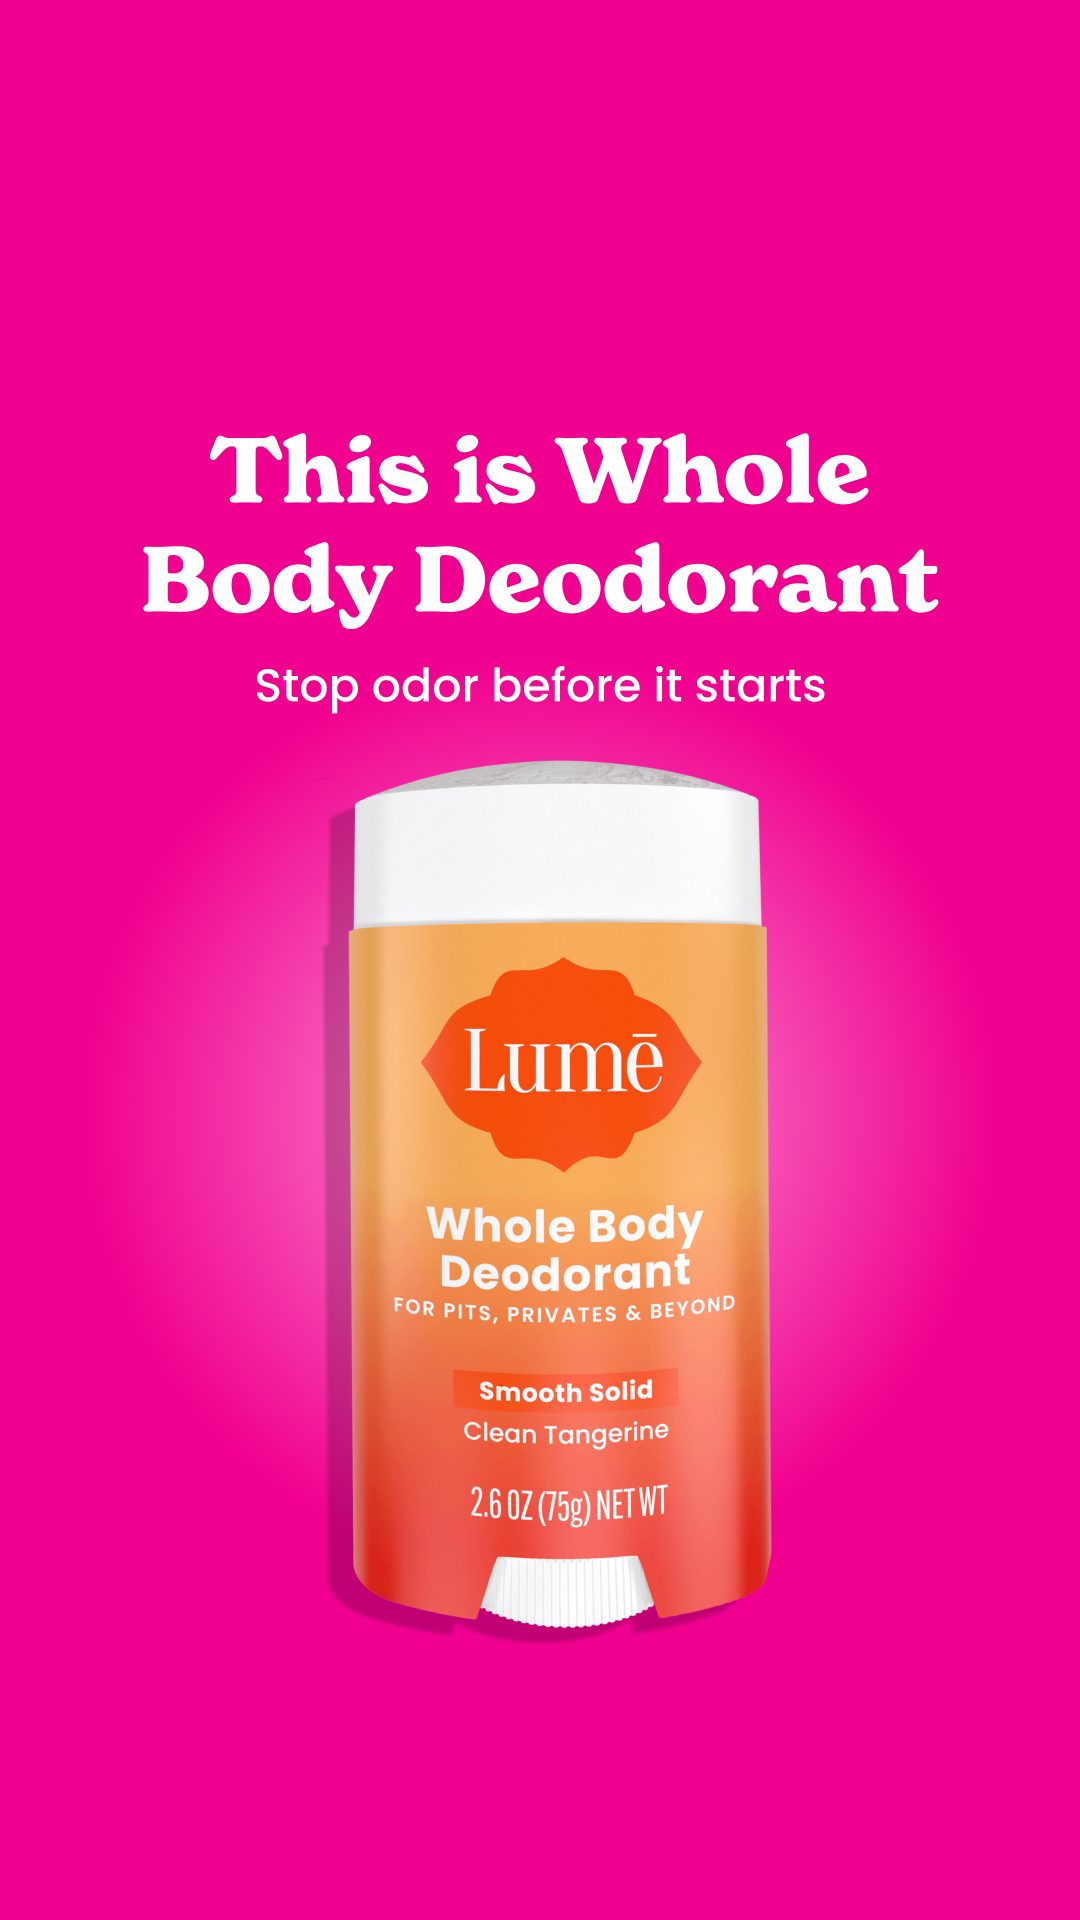 This is Whole
Body Deodorant
Stop odor before it starts
Lumē
Whole Body
Deodorant
FOR PITS, PRIVATES & BEYOND
Smooth Solid
Clean Tangerine
2.6 OZ (75g) NET WT